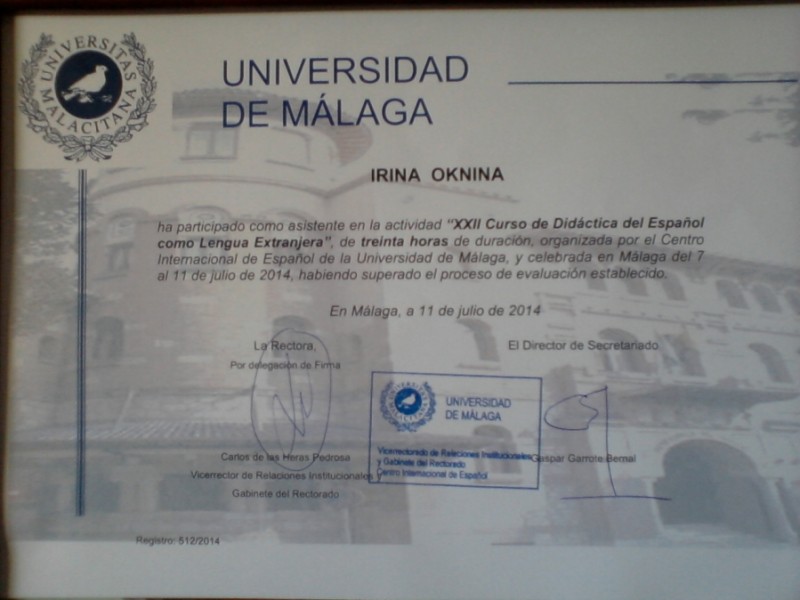 UNIVERSITAS
MALACITANA
UNIVERSIDAD
DE MÁLAGA
IRINA OKNINA
ha participado como asistente en la actividad "XXII Curso de Didáctica del Español
como Lengua Extranjera", de treinta horas de duración, organizada por el Centro
Internacional de Español de la Universidad de Málaga, y celebrada en Málaga del 7
al 11 de julio de 2014, habiendo superado el proceso de evaluación establecido.
En Málaga, a 11 de julio de 2014
La Rectora,
Por delegación de Firma
El Director de Secretariado
UNIVERSIDAD
DE MÁLAGA
Vicerrectorado de Relaciones Institucionales
y Gabinete del Rectorado
Centro Internacional de Español
Carlos de las Heras Pedrosa
Vicerrector de Relaciones Institucionales y
Gabinete del Rectorado
Gaspar Garrote Bernal
Registro: 512/2014